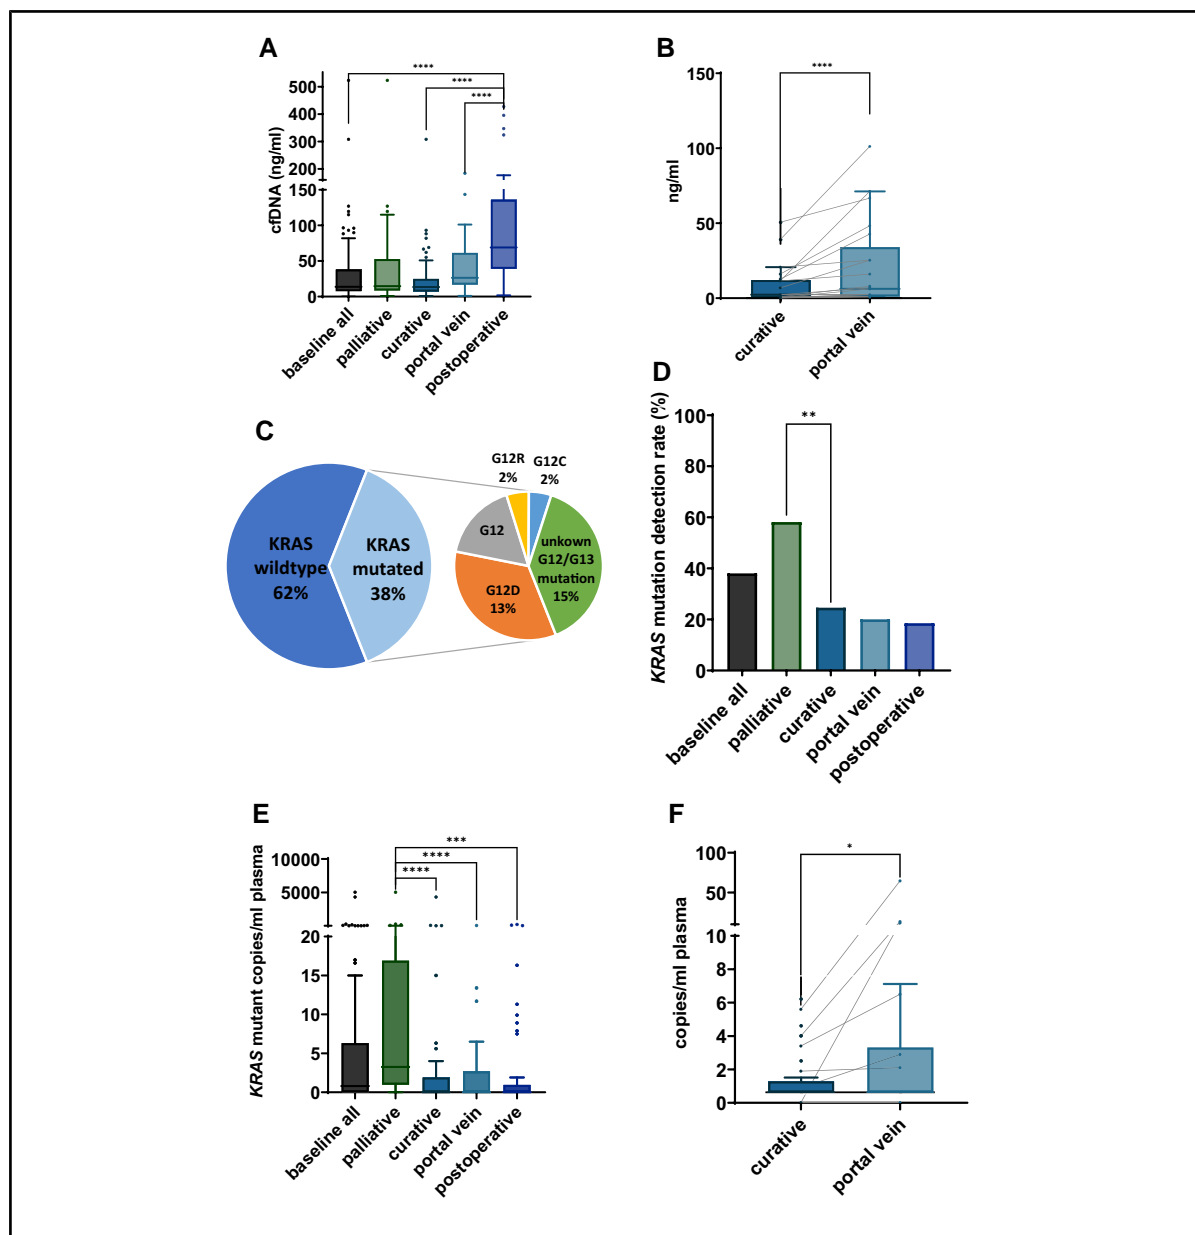 A
cfDNA (ng/ml)
500
400
300
200
150
100
50
0
****
****
****
baseline all
palliative
curative
portal vein
postoperative
B
ng/ml
150
100
50
0
****
curative
portal vein
C
KRAS
wildtype
62%
KRAS
mutated
38%
G12R
2%
G12C
2%
G12
unkown
G12/G13
mutation
15%
G12D
13%
D
KRAS mutation detection rate (%)
100
80
60
40
20
0
**
baseline all
palliative
curative
portal vein
postoperative
E
KRAS mutant copies/ml plasma
10000
5000
20
15
10
5
0
***
****
****
baseline all
palliative
curative
portal vein
postoperative
F
copies/ml plasma
100
50
10
8
6
4
2
0
*
curative
portal vein